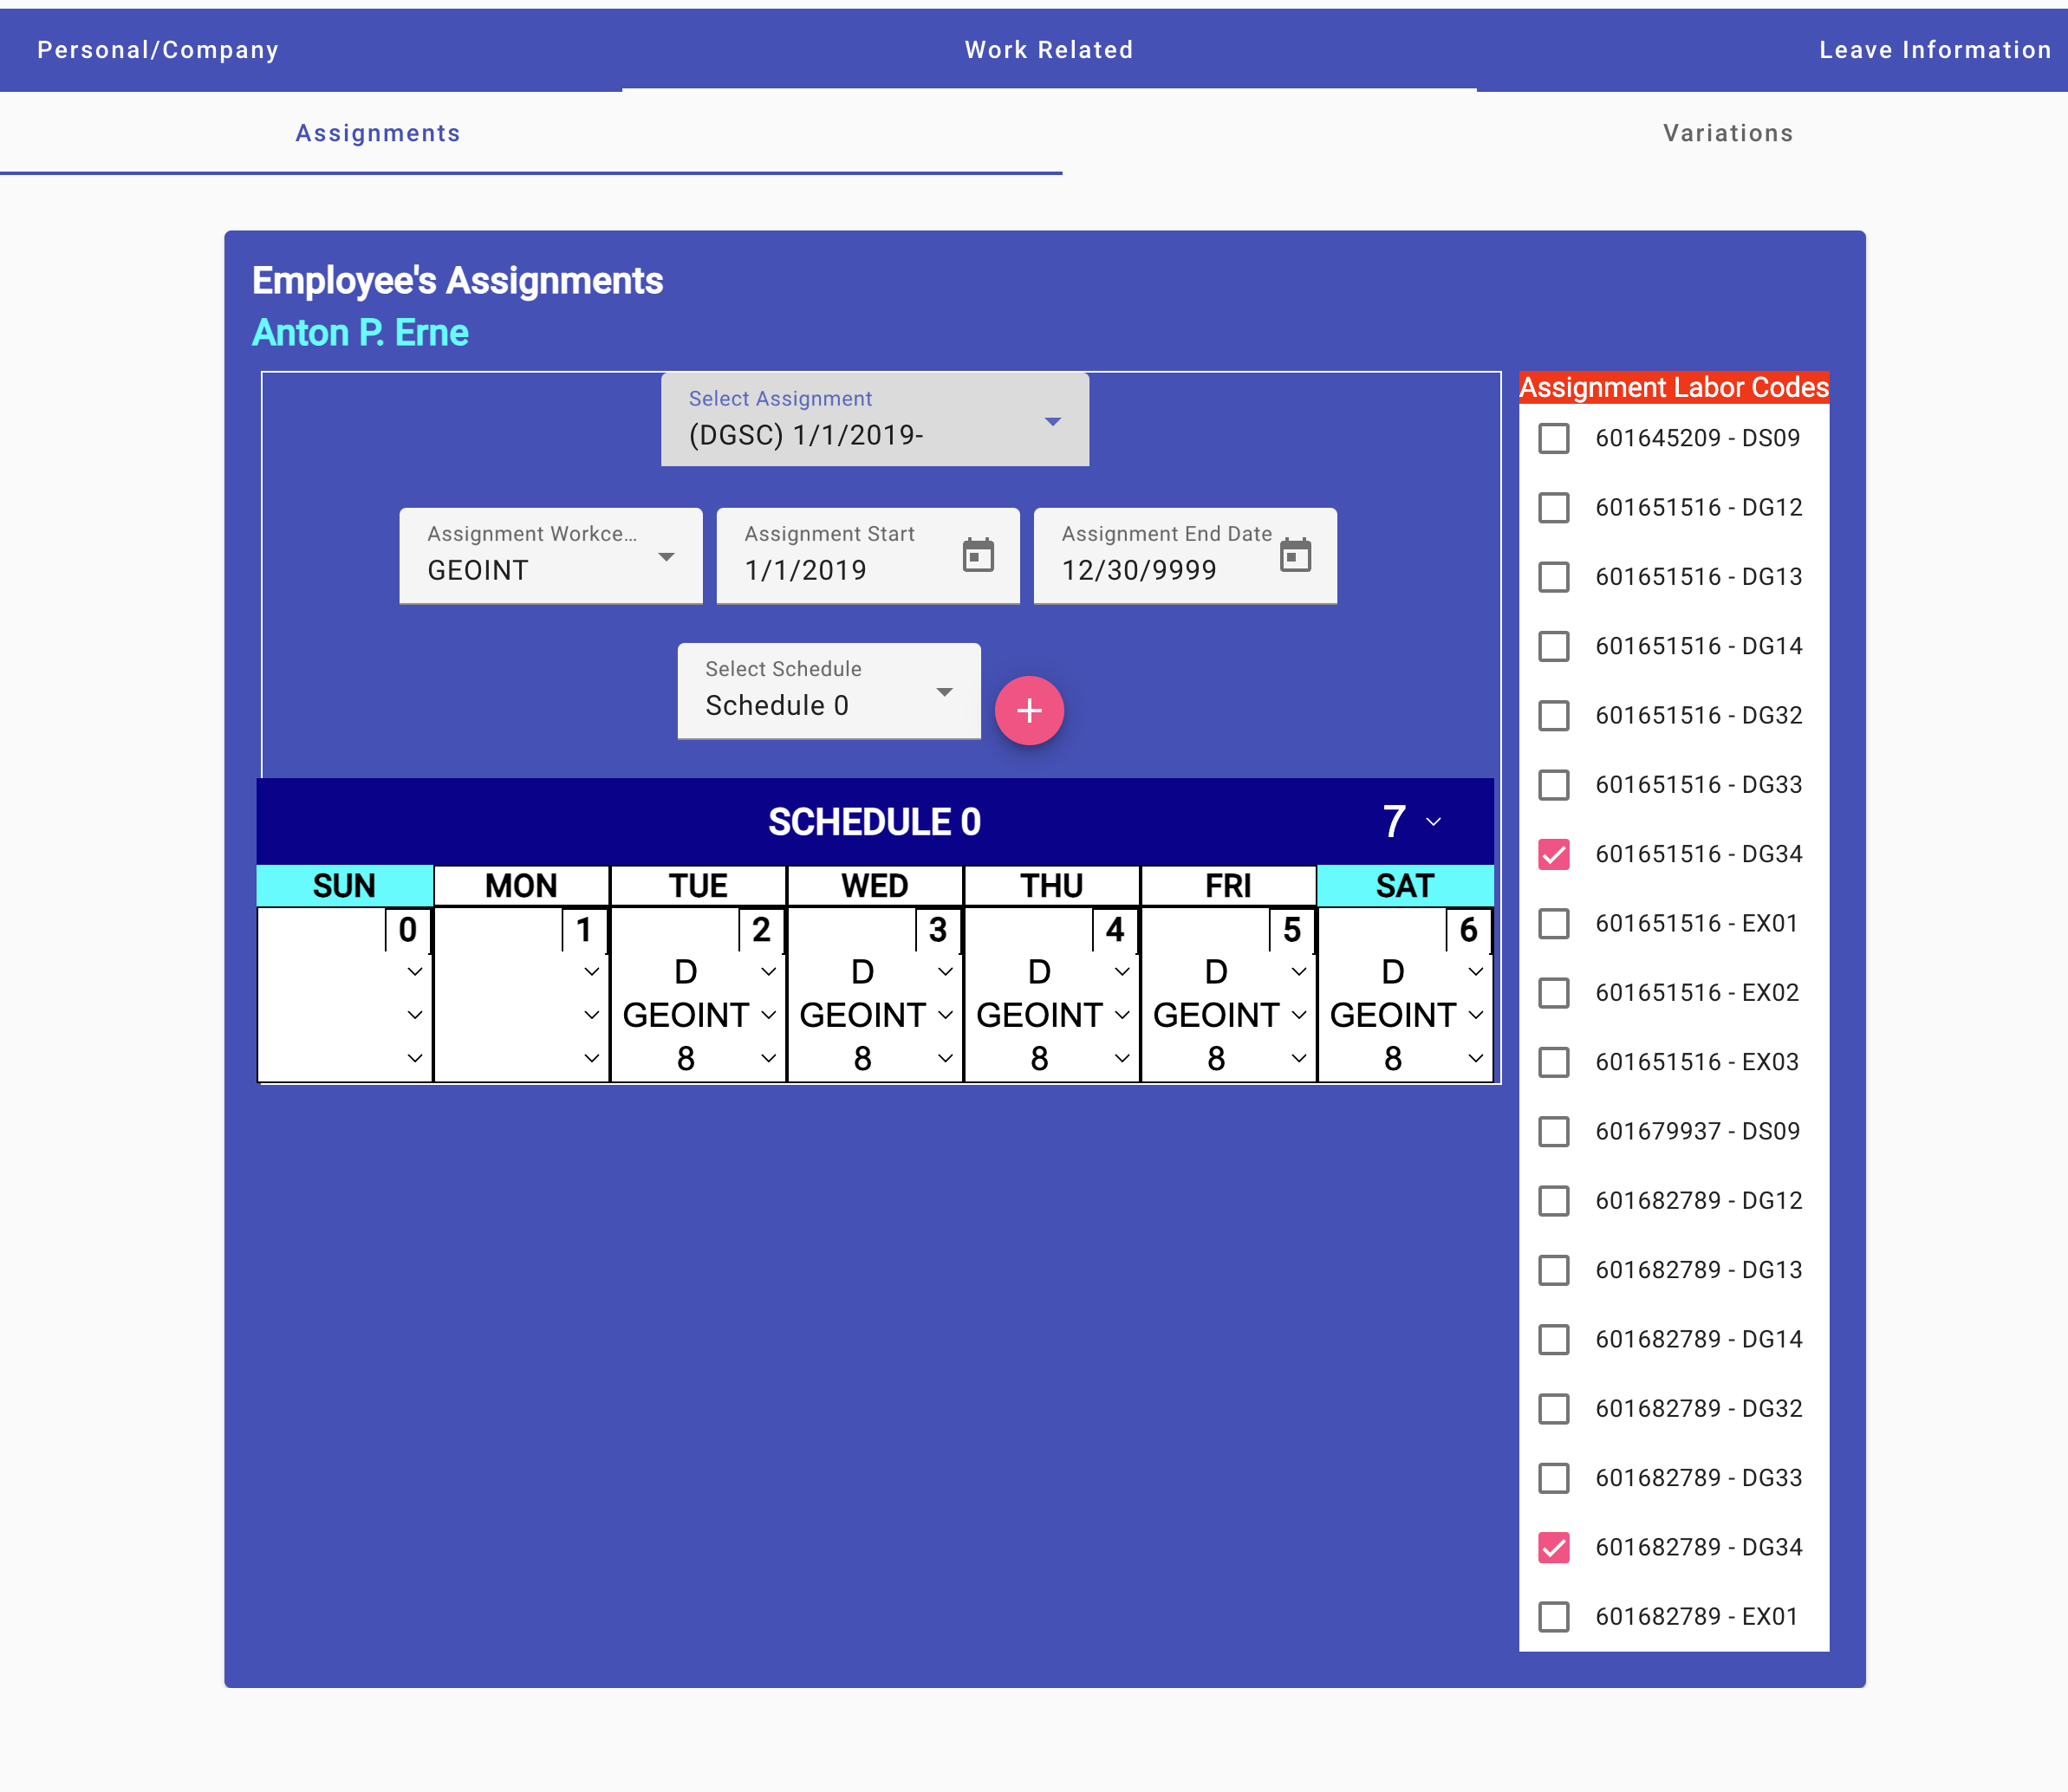 Personal/Company Work Related Leave Information
Assignments Variations
Employee's Assignments
Anton P. Erne
Select Assignment
(DGSC) 1/1/2019-
Assignment Workce...
GEOINT
Assignment Start
1/1/2019
Assignment End Date
12/30/9999
Select Schedule
Schedule 0
+
SCHEDULE 0 7
SUN MON TUE WED THU FRI SAT
0 1 2 3 4 5 6
D D D D D
GEOINT GEOINT GEOINT GEOINT GEOINT
8 8 8 8 8
Assignment Labor Codes
601645209 - DS09
601651516 - DG12
601651516 - DG13
601651516 - DG14
601651516 - DG32
601651516 - DG33
601651516 - DG34
601651516 - EX01
601651516 - EX02
601651516 - EX03
601679937 - DS09
601682789 - DG12
601682789 - DG13
601682789 - DG14
601682789 - DG32
601682789 - DG33
601682789 - DG34
601682789 - EX01